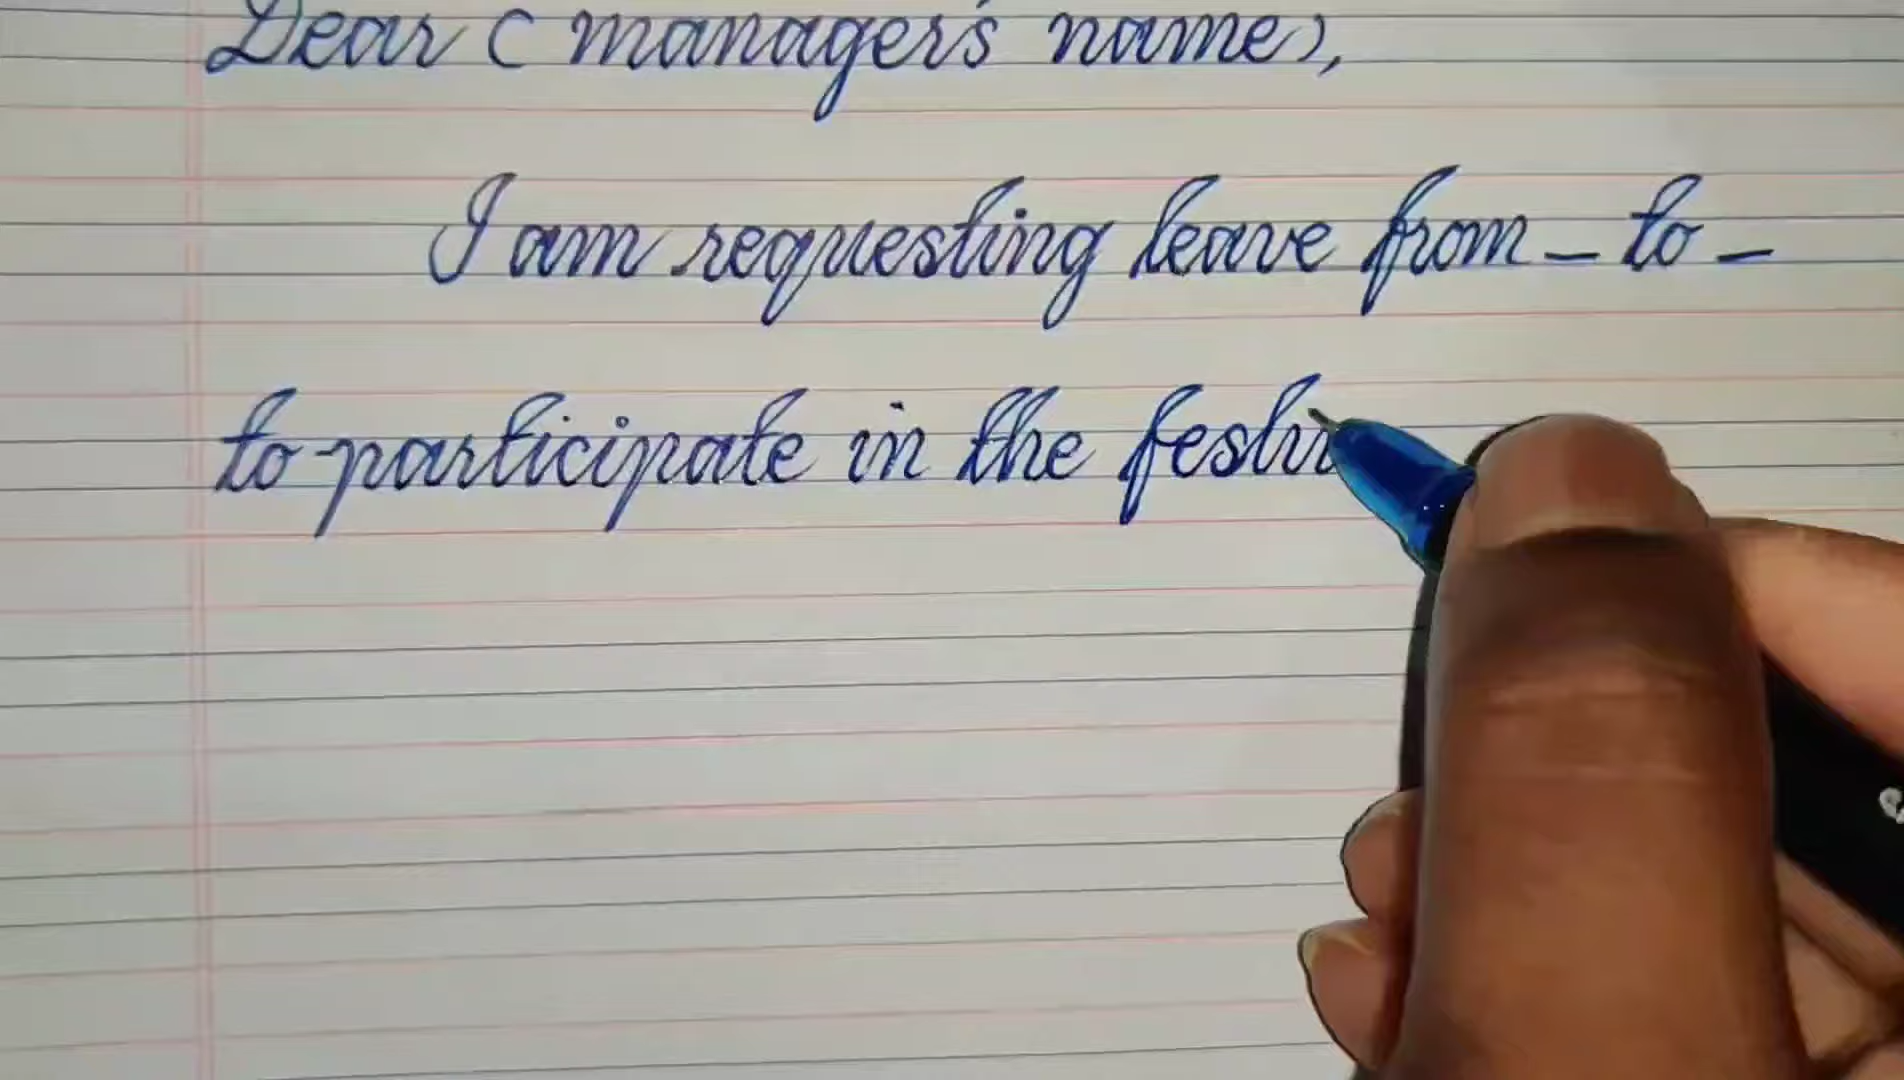 Dear (manager's name),
I am requesting leave from _ to _
to participate in the festi